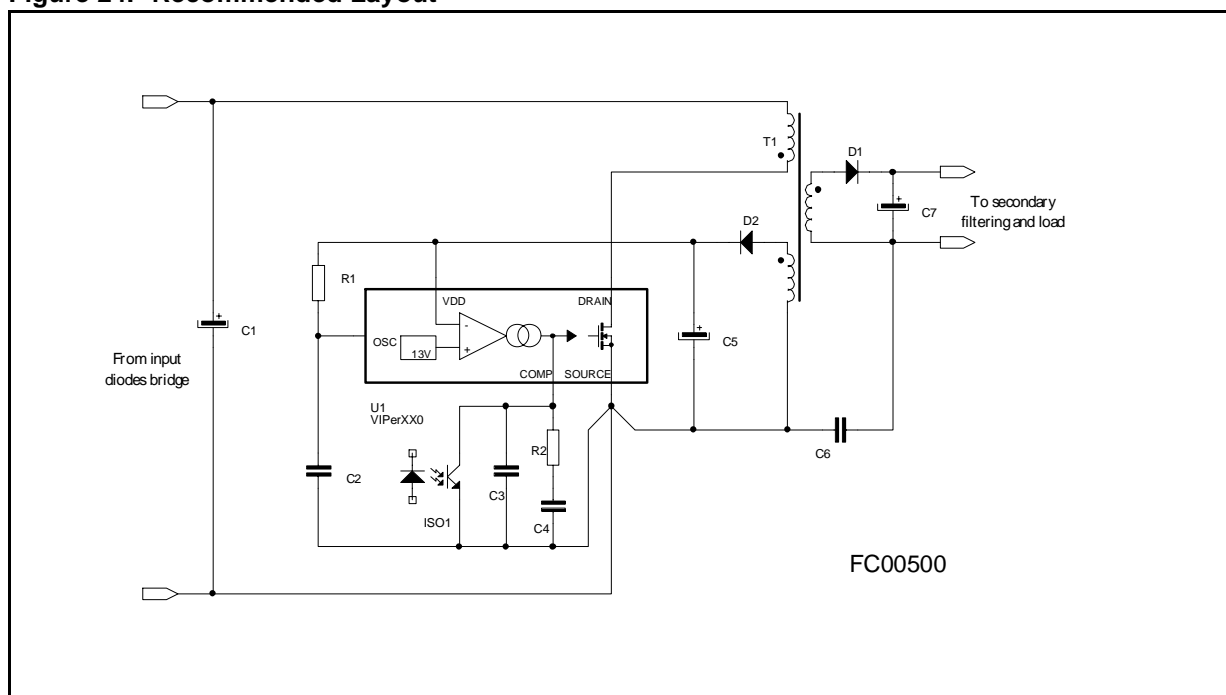 Figure 24. Recommended Layout
T1
D1
C7
To secondary
filtering and load
D2
R1
VDD
DRAIN
OSC
13V
-
+
COMP
SOURCE
C1
C5
From input
diodes bridge
U1
VIPerXX0
R2
C6
C2
C3
ISO1
C4
FC00500